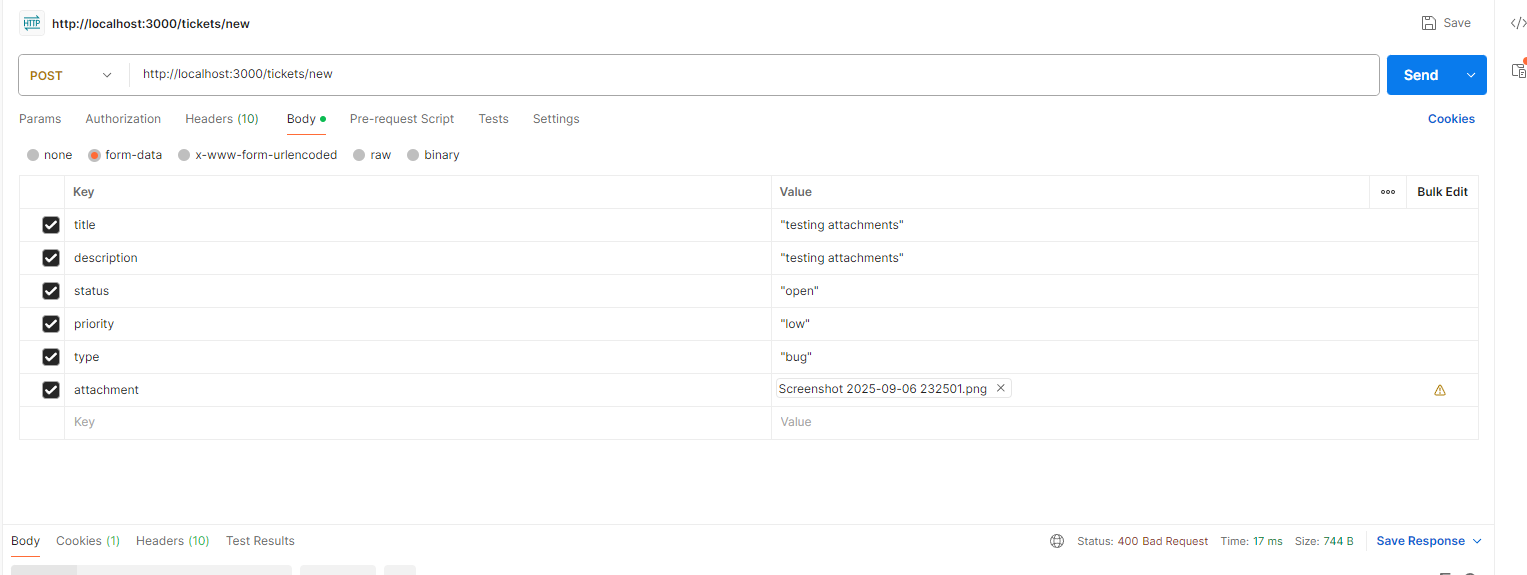 HTTP http://localhost:3000/tickets/new Save </>
POST http://localhost:3000/tickets/new Send
Params Authorization Headers (10) Body Pre-request Script Tests Settings Cookies
none form-data x-www-form-urlencoded raw binary
Key Value ooo Bulk Edit
title "testing attachments"
description "testing attachments"
status "open"
priority "low"
type "bug"
attachment Screenshot 2025-09-06 232501.png ×
Key Value
Body Cookies (1) Headers (10) Test Results Status: 400 Bad Request Time: 17 ms Size: 744 B Save Response